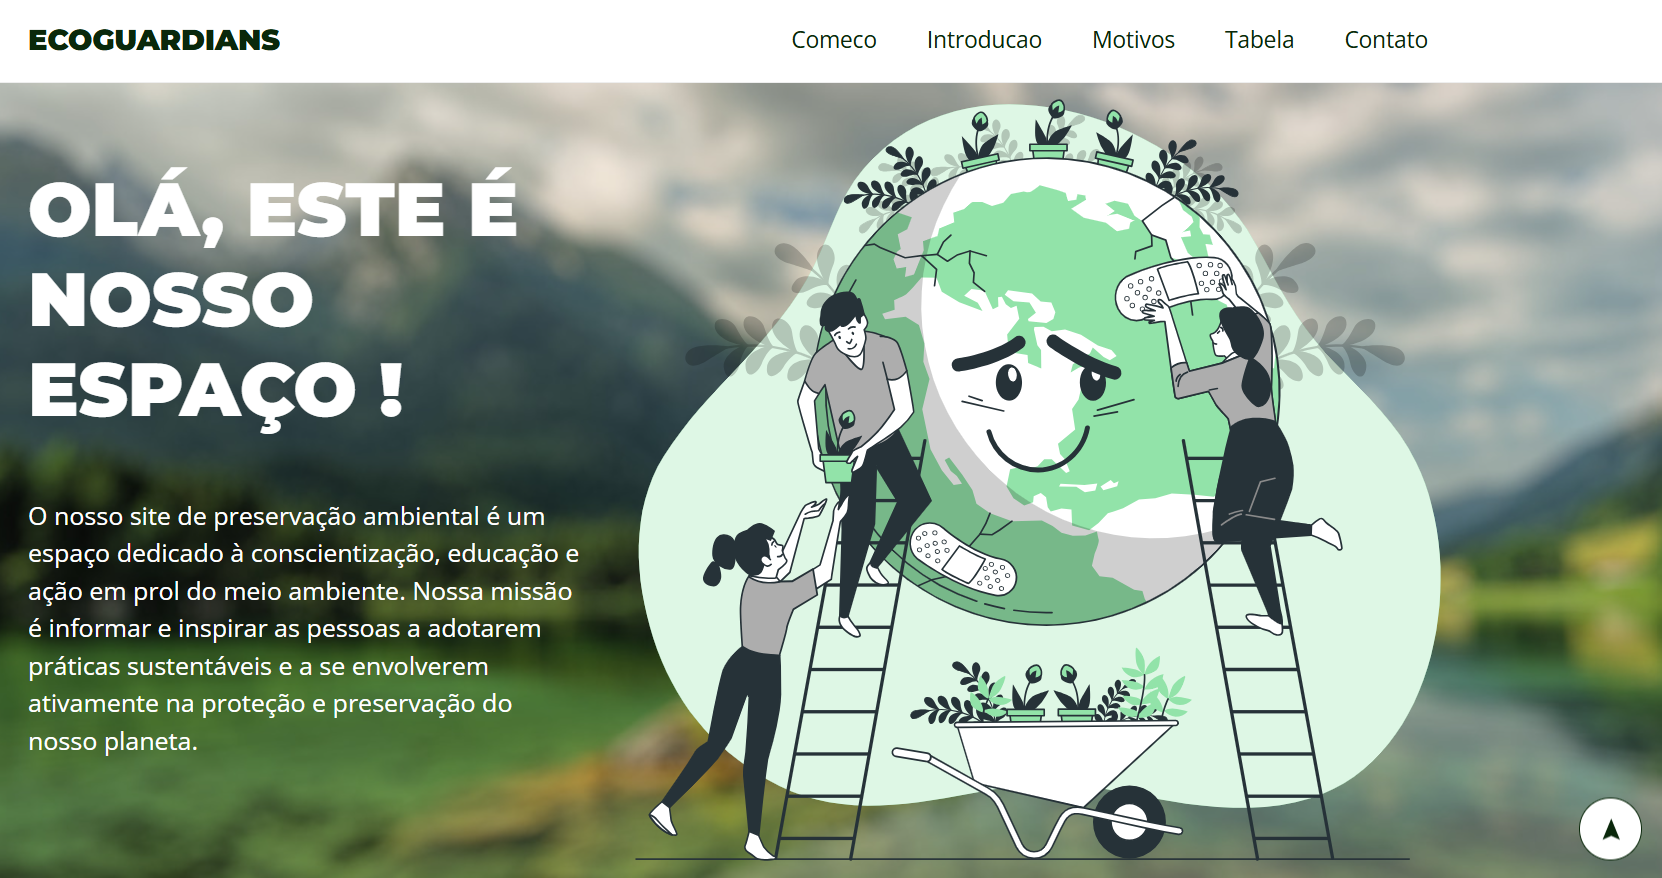 ECOGUARDIANS
Comeco Introducao Motivos Tabela Contato
OLÁ, ESTE É
NOSSO
ESPAÇO !
O nosso site de preservação ambiental é um
espaço dedicado à conscientização, educação e
ação em prol do meio ambiente. Nossa missão
é informar e inspirar as pessoas a adotarem
práticas sustentáveis e a se envolverem
ativamente na proteção e preservação do
nosso planeta.